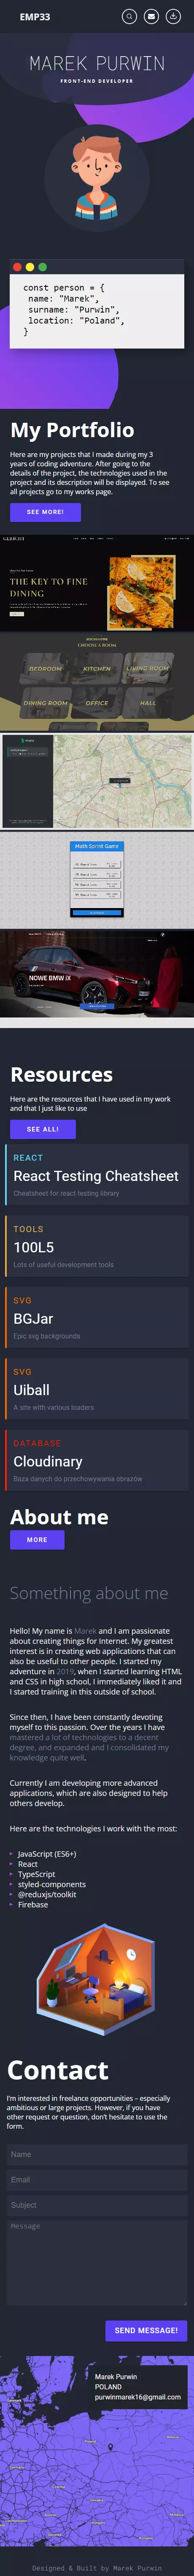 EMP33
MAREK PURWIN
FRONT-END DEVELOPER
const person = {
name: "Marek",
surname: "Purwin",
location: "Poland",
}
My Portfolio
Here are my projects that I made during my 3
years of coding adventure. After going to the
details of the project, the technologies used in the
project and its description will be displayed. To see
all projects go to my works page.
SEE MORE!
THE KEY TO FINE
DINING
CHOOSE A ROOM
BEDROOM
KITCHEN
LIVING ROOM
DINING ROOM
OFFICE
HALL
Math Sprint Game
NOWE BMW iX
Resources
Here are the resources that I have used in my work
and that I just like to use
SEE ALL!
REACT
React Testing Cheatsheet
Cheatsheet for react testing library
TOOLS
100L5
Lots of useful development tools
SVG
BGJar
Epic svg backgrounds
SVG
Uiball
A site with various loaders
DATABASE
Cloudinary
Baza danych do przechowywania obrazów
About me
MORE
Something about me
Hello! My name is Marek and I am passionate
about creating things for Internet. My greatest
interest is in creating web applications that can
also be useful to other people. I started my
adventure in 2019, when I started learning HTML
and CSS in high school, I immediately liked it and
I started training in this outside of school.
Since then, I have been constantly devoting
myself to this passion. Over the years I have
mastered a lot of technologies to a decent
degree, and expanded and I consolidated my
knowledge quite well.
Currently I am developing more advanced
applications, which are also designed to help
others develop.
Here are the technologies I work with the most:
JavaScript (ES6+)
React
TypeScript
styled-components
@reduxjs/toolkit
Firebase
Contact
I'm interested in freelance opportunities – especially
ambitious or large projects. However, if you have
other request or question, don't hesitate to use the
form.
Name
Email
Subject
Message
SEND MESSAGE!
Marek Purwin
POLAND
purwinmarek16@gmail.com
Designed & Built by Marek Purwin